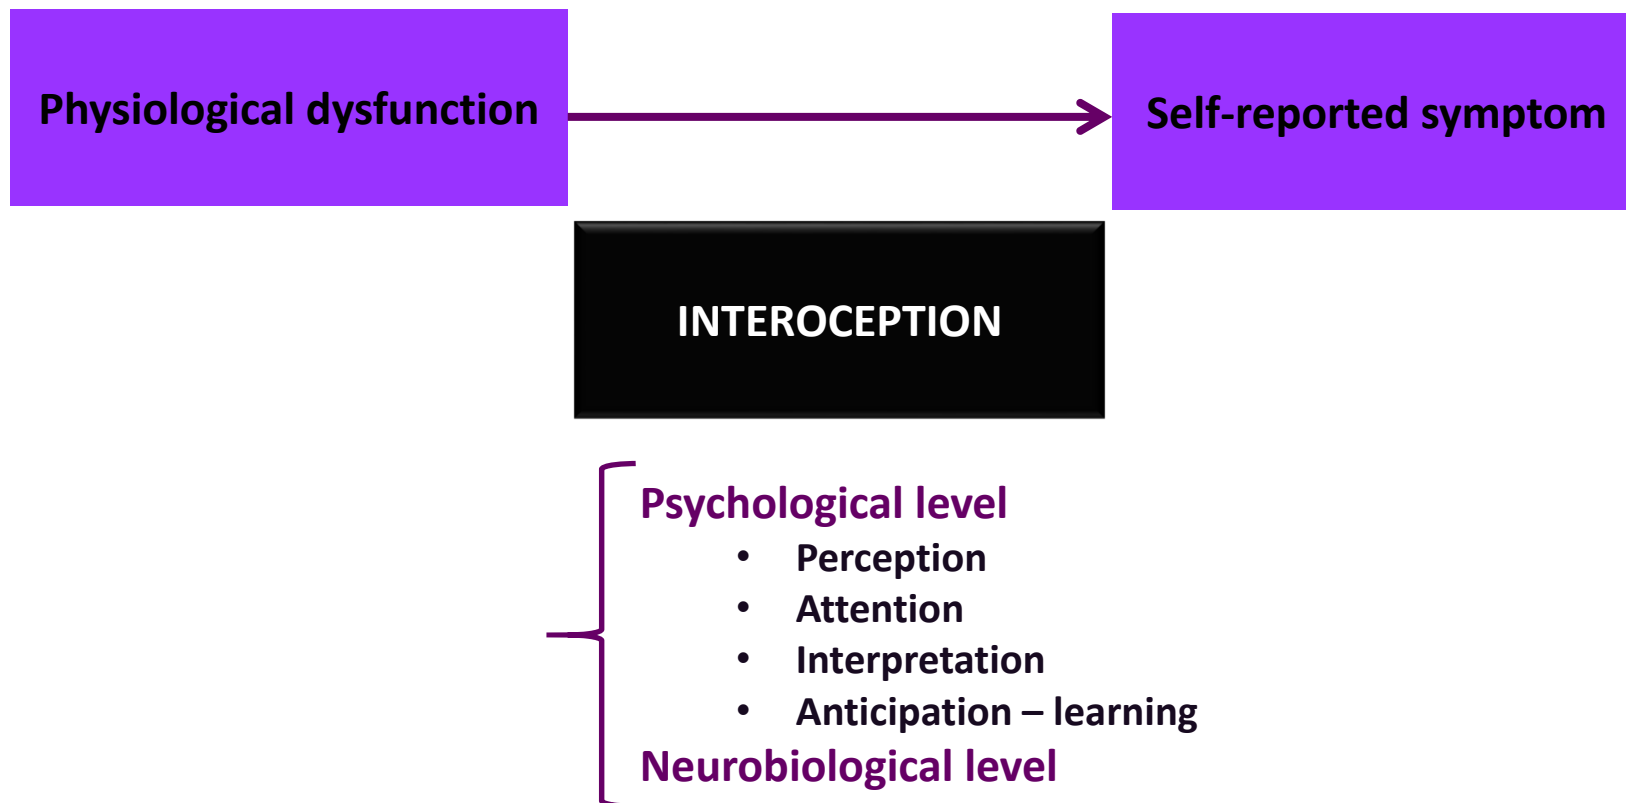 Physiological dysfunction
Self-reported symptom
INTEROCEPTION
Psychological level
• Perception
• Attention
• Interpretation
• Anticipation – learning
Neurobiological level